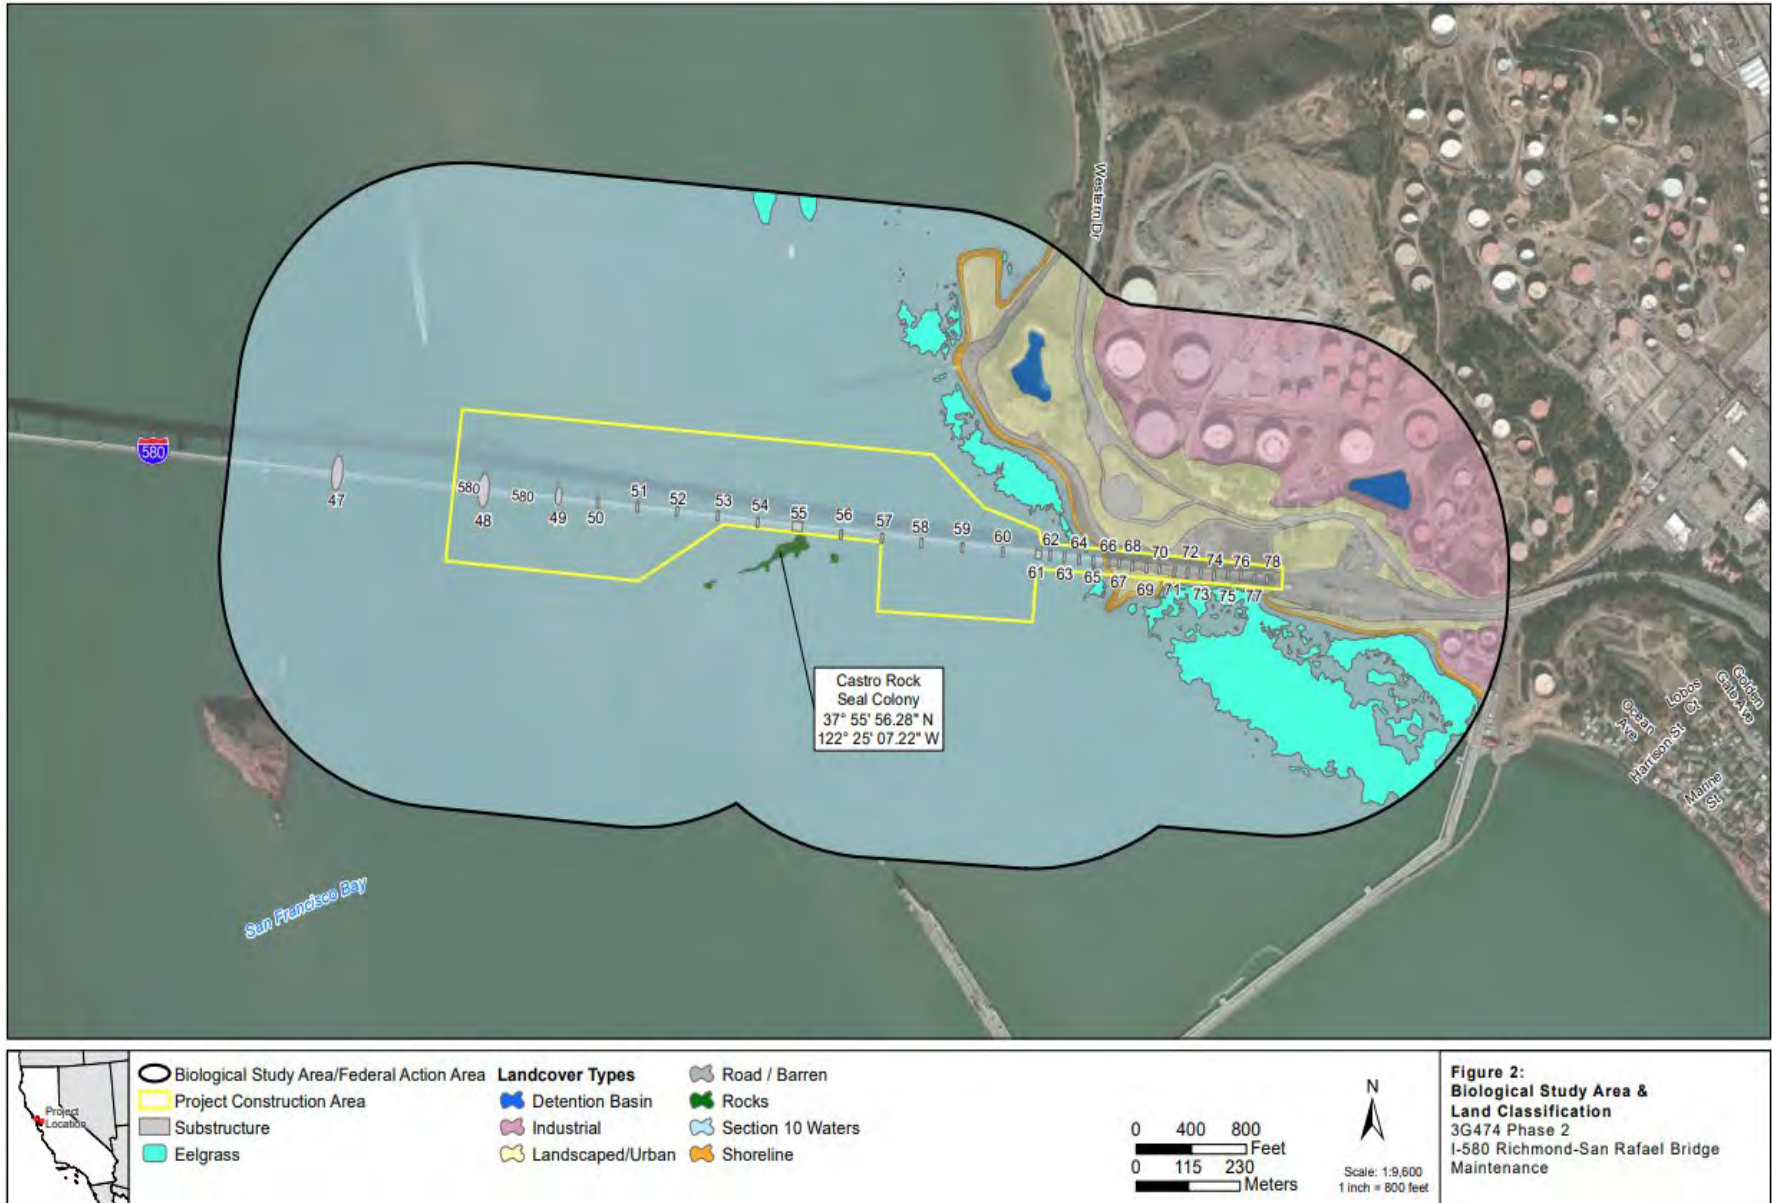 Western Dr
580
580
580
47
48
49
50
51
52
53
54
55
56
57
58
59
60
61
62
63
64
65
66
67
68
69
70
71
72
73
74
75
76
77
78
Castro Rock
Seal Colony
37° 55' 56.28" N
122° 25' 07.22" W
Ocean
Ave
Lobos
Ct
Golden
Gate Ave
Harrison St
Marine
St
San Francisco Bay
Project
Location
Biological Study Area/Federal Action Area
Project Construction Area
Substructure
Eelgrass
Landcover Types
Detention Basin
Industrial
Landscaped/Urban
Road / Barren
Rocks
Section 10 Waters
Shoreline
0 400 800
Feet
0 115 230
Meters
N
Scale: 1:9,600
1 inch = 800 feet
Figure 2:
Biological Study Area &
Land Classification
3G474 Phase 2
I-580 Richmond-San Rafael Bridge
Maintenance